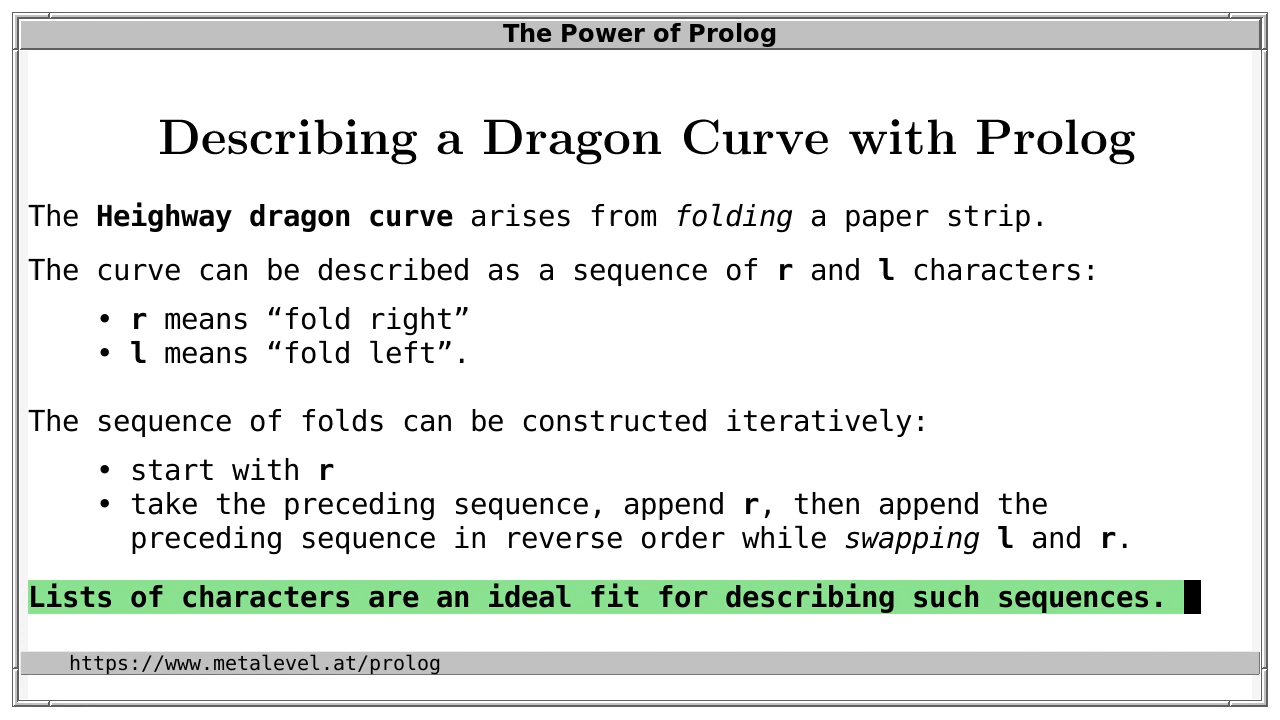 The Power of Prolog
Describing a Dragon Curve with Prolog
The Heighway dragon curve arises from folding a paper strip.
The curve can be described as a sequence of r and l characters:
• r means “fold right”
• l means “fold left”.
The sequence of folds can be constructed iteratively:
• start with r
• take the preceding sequence, append r, then append the
preceding sequence in reverse order while swapping l and r.
Lists of characters are an ideal fit for describing such sequences.
https://www.metalevel.at/prolog